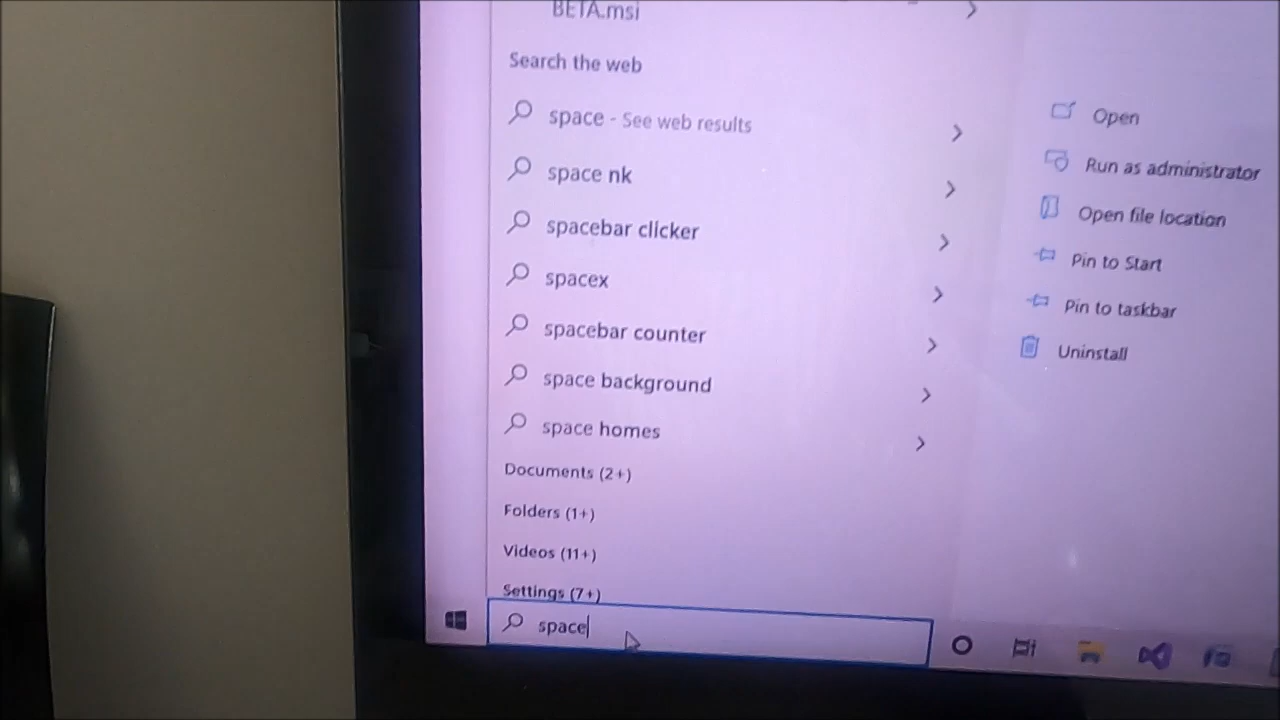 BETA.msi
Search the web
space - See web results
space nk
spacebar clicker
spacex
spacebar counter
space background
space homes
Documents (2+)
Folders (1+)
Videos (11+)
Settings (7+)
space
Open
Run as administrator
Open file location
Pin to Start
Pin to taskbar
Uninstall